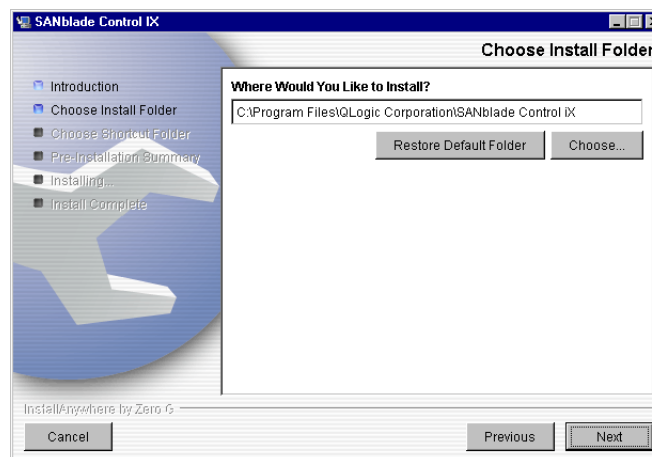 SANblade Control IX
Choose Install Folder
Introduction
Choose Install Folder
Choose Shortcut Folder
Pre-Installation Summary
Installing...
Install Complete
Where Would You Like to Install?
C:\Program Files\QLogic Corporation\SANblade Control iX
Restore Default Folder
Choose...
InstallAnywhere by Zero G
Cancel
Previous
Next